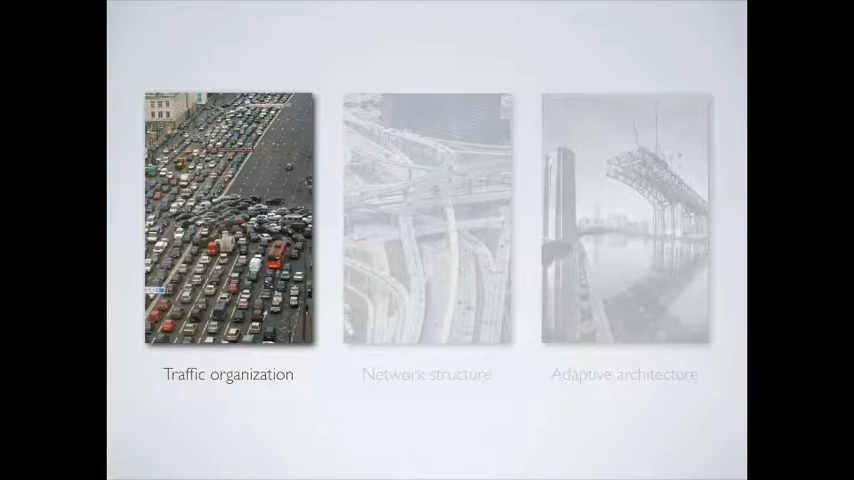 Traffic organization
Network structure
Adaptive architecture